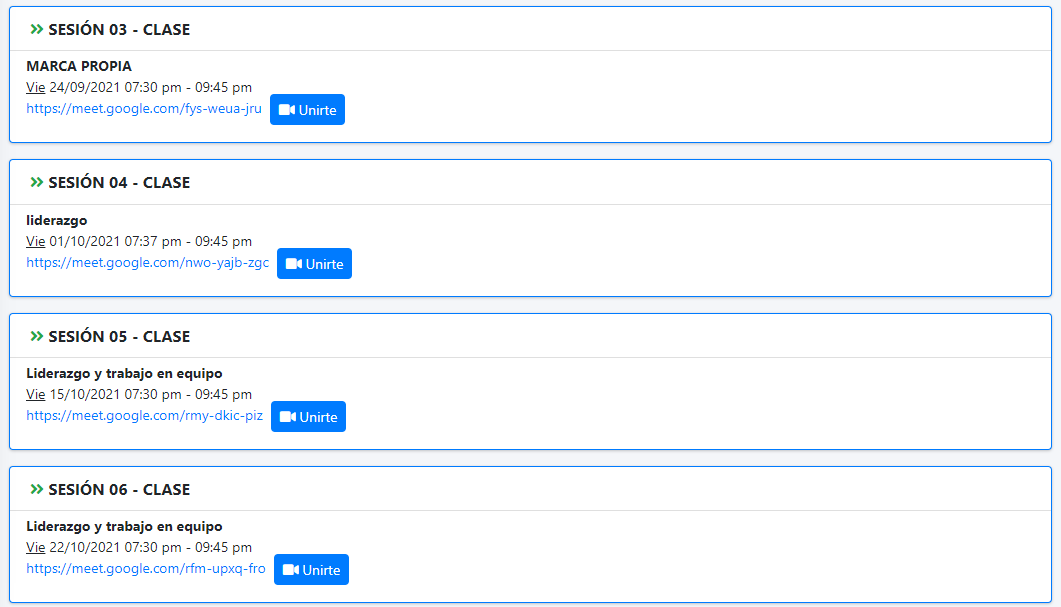 SESIÓN 03 - CLASE
MARCA PROPIA
Vie 24/09/2021 07:30 pm - 09:45 pm
https://meet.google.com/fys-weua-jru Unirte
SESIÓN 04 - CLASE
liderazgo
Vie 01/10/2021 07:37 pm - 09:45 pm
https://meet.google.com/nwo-yajb-zgc Unirte
SESIÓN 05 - CLASE
Liderazgo y trabajo en equipo
Vie 15/10/2021 07:30 pm - 09:45 pm
https://meet.google.com/rmy-dkic-piz Unirte
SESIÓN 06 - CLASE
Liderazgo y trabajo en equipo
Vie 22/10/2021 07:30 pm - 09:45 pm
https://meet.google.com/rfm-upxq-fro Unirte